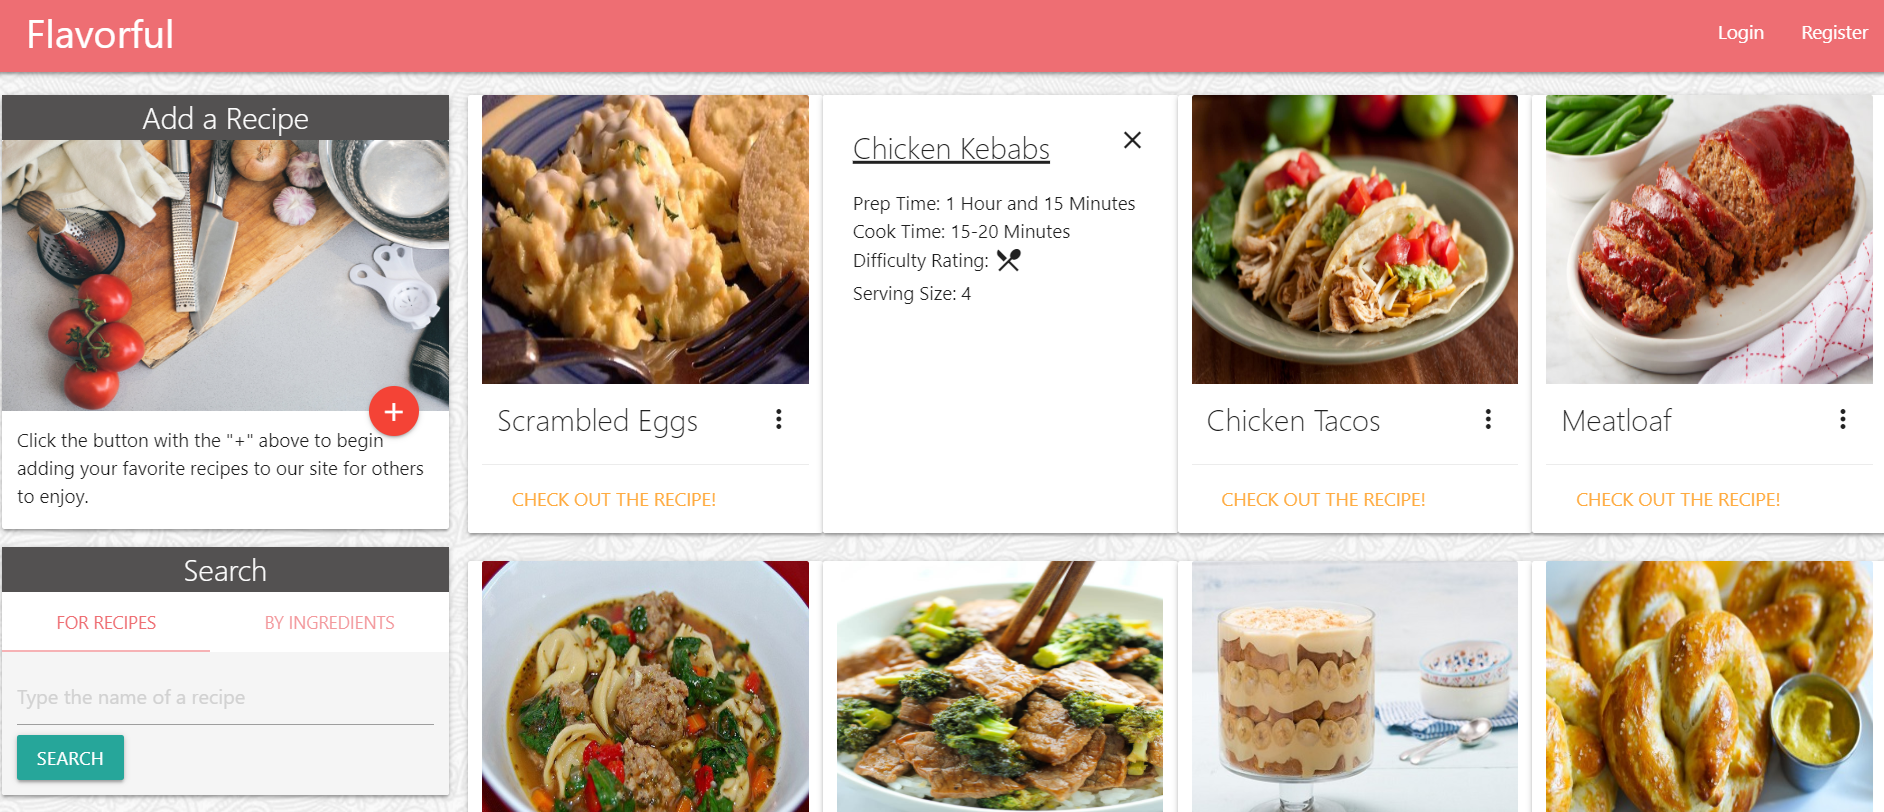 Flavorful
Login
Register
Add a Recipe
+
Click the button with the "+" above to begin
adding your favorite recipes to our site for others
to enjoy.
Search
FOR RECIPES
BY INGREDIENTS
Type the name of a recipe
SEARCH
Scrambled Eggs
CHECK OUT THE RECIPE!
Chicken Kebabs
Prep Time: 1 Hour and 15 Minutes
Cook Time: 15-20 Minutes
Difficulty Rating:
Serving Size: 4
Chicken Tacos
CHECK OUT THE RECIPE!
Meatloaf
CHECK OUT THE RECIPE!